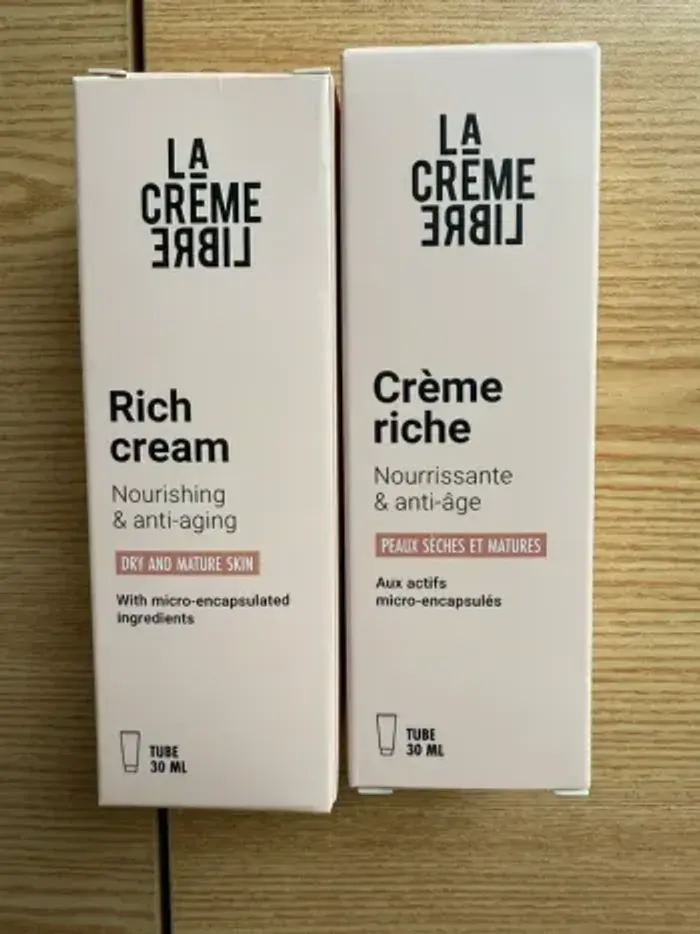 LA
CRÈME
LIBRE
Rich
cream
Nourishing
& anti-aging
DRY AND MATURE SKIN
With micro-encapsulated
ingredients
TUBE
30 ML
LA
CRÈME
LIBRE
Crème
riche
Nourrissante
& anti-âge
PEAUX SÈCHES ET MATURES
Aux actifs
micro-encapsulés
TUBE
30 ML